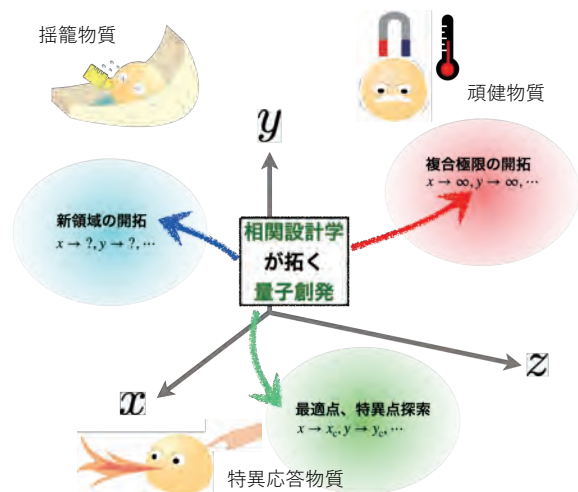 揺籠物質
頑健物質
y
複合極限の開拓
x → ∞, y → ∞, ⋯
新領域の開拓
x → ?, y → ?, ⋯
相関設計学
が拓く
量子創発
z
x
最適点、特異点探索
x → x_c, y → y_c, ⋯
特異応答物質